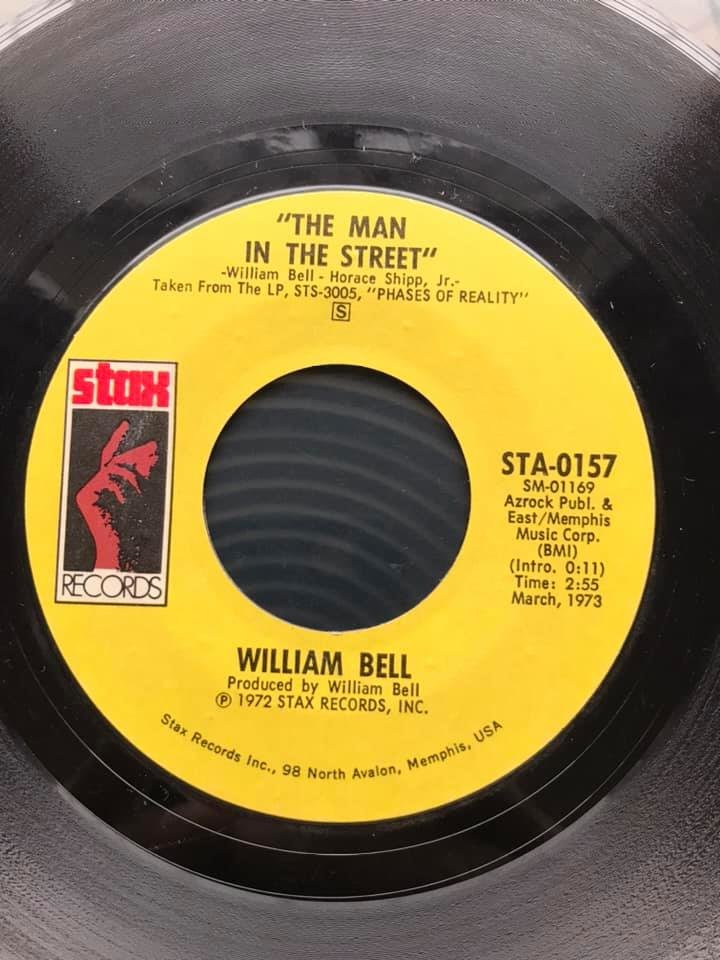 "THE MAN
IN THE STREET"
-William Bell - Horace Shipp, Jr.-
Taken From The LP, STS-3005, "PHASES OF REALITY"
S
stax
RECORDS
STA-0157
SM-01169
Azrock Publ. &
East/Memphis
Music Corp.
(BMI)
(Intro. 0:11)
Time: 2:55
March, 1973
WILLIAM BELL
Produced by William Bell
℗ 1972 STAX RECORDS, INC.
Stax Records Inc., 98 North Avalon, Memphis, USA